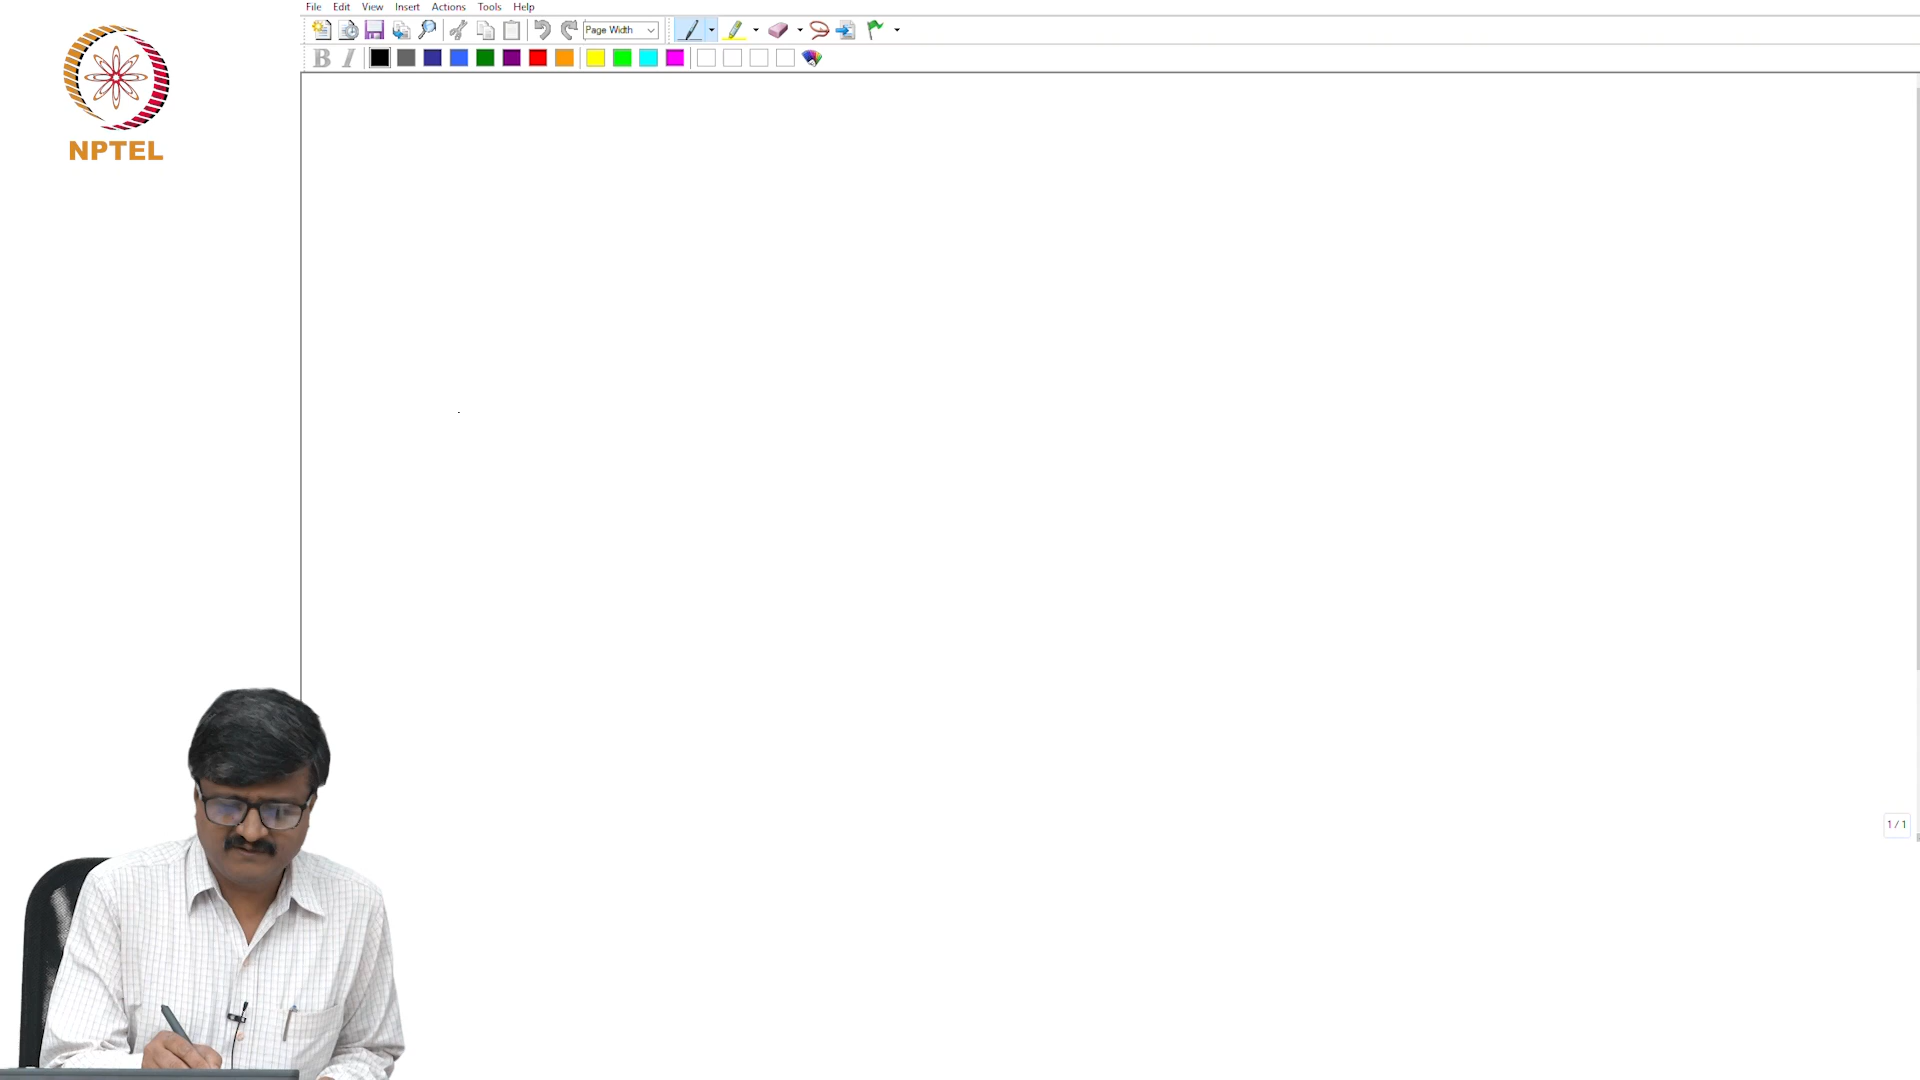 File Edit View Insert Actions Tools Help
Page Width
B I
NPTEL
1 / 1